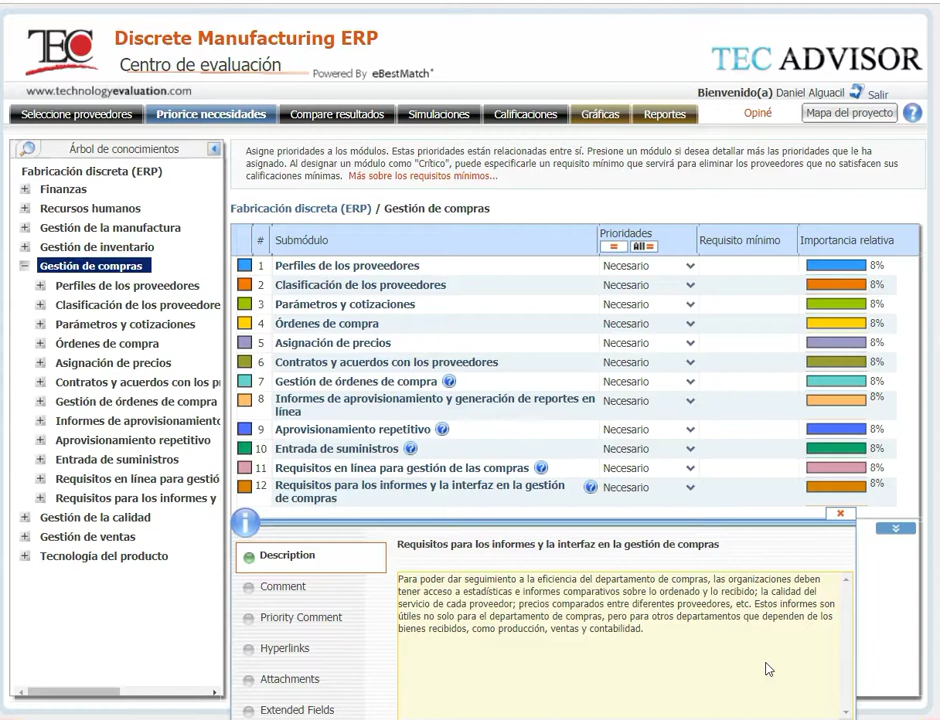 TEC
Discrete Manufacturing ERP
Centro de evaluación
Powered By eBestMatch"
www.technologyevaluation.com
TEC ADVISOR
Bienvenido(a) Daniel Alguacil Salir
Seleccione proveedores Priorice necesidades Compare resultados Simulaciones Calificaciones Gráficas Reportes Opiné Mapa del proyecto ?
Árbol de conocimientos
Fabricación discreta (ERP)
Finanzas
Recursos humanos
Gestión de la manufactura
Gestión de inventario
Gestión de compras
Perfiles de los proveedores
Clasificación de los proveedore
Parámetros y cotizaciones
Órdenes de compra
Asignación de precios
Contratos y acuerdos con los p
Gestión de órdenes de compra
Informes de aprovisionamiento
Aprovisionamiento repetitivo
Entrada de suministros
Requisitos en línea para gestió
Requisitos para los informes y
Gestión de la calidad
Gestión de ventas
Tecnología del producto
Asigne prioridades a los módulos. Estas prioridades están relacionadas entre sí. Presione un módulo si desea detallar más las prioridades que le ha
asignado. Al designar un módulo como "Crítico", puede especificarle un requisito mínimo que servirá para eliminar los proveedores que no satisfacen sus
calificaciones mínimas. Más sobre los requisitos mínimos...
Fabricación discreta (ERP) / Gestión de compras
# Submódulo Prioridades = All= Requisito mínimo Importancia relativa
1 Perfiles de los proveedores Necesario 8%
2 Clasificación de los proveedores Necesario 8%
3 Parámetros y cotizaciones Necesario 8%
4 Órdenes de compra Necesario 8%
5 Asignación de precios Necesario 8%
6 Contratos y acuerdos con los proveedores Necesario 8%
7 Gestión de órdenes de compra ? Necesario 8%
8 Informes de aprovisionamiento y generación de reportes en Necesario 8%
línea
9 Aprovisionamiento repetitivo ? Necesario 8%
10 Entrada de suministros ? Necesario 8%
11 Requisitos en línea para gestión de las compras ? Necesario 8%
12 Requisitos para los informes y la interfaz en la gestión ? Necesario 8%
de compras
Description
Comment
Priority Comment
Hyperlinks
Attachments
Extended Fields
Requisitos para los informes y la interfaz en la gestión de compras
Para poder dar seguimiento a la eficiencia del departamento de compras, las organizaciones deben
tener acceso a estadísticas e informes comparativos sobre lo ordenado y lo recibido; la calidad del
servicio de cada proveedor; precios comparados entre diferentes proveedores, etc. Estos informes son
útiles no solo para el departamento de compras, pero para otros departamentos que dependen de los
bienes recibidos, como producción, ventas y contabilidad.